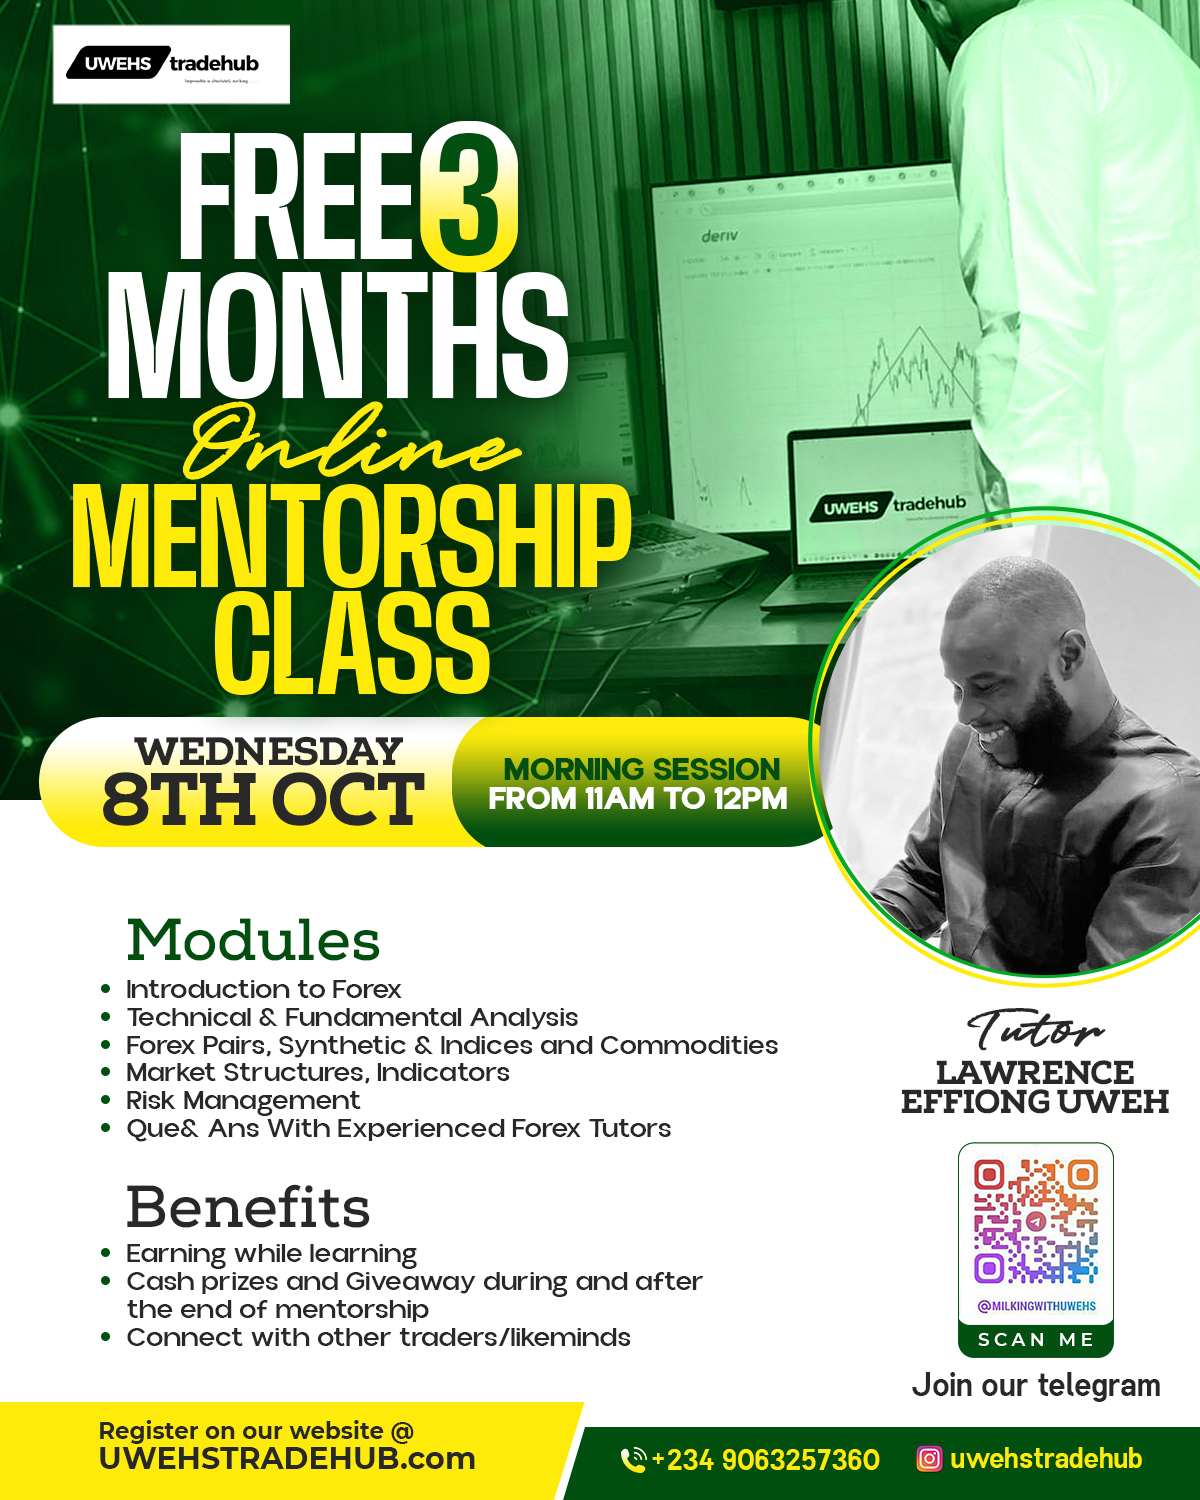 UWEHS tradehub
FREE 3
MONTHS
Online
MENTORSHIP
CLASS
deriv
UWEHS tradehub
WEDNESDAY
8TH OCT
MORNING SESSION
FROM 11AM TO 12PM
Modules
Introduction to Forex
Technical & Fundamental Analysis
Forex Pairs, Synthetic & Indices and Commodities
Market Structures, Indicators
Risk Management
Que& Ans With Experienced Forex Tutors
Benefits
Earning while learning
Cash prizes and Giveaway during and after
the end of mentorship
Connect with other traders/likeminds
Tutor
LAWRENCE
EFFIONG UWEH
@MILKINGWITHUWEHS
SCAN ME
Join our telegram
Register on our website @
UWEHSTRADEHUB.com
+234 9063257360
uwehstradehub